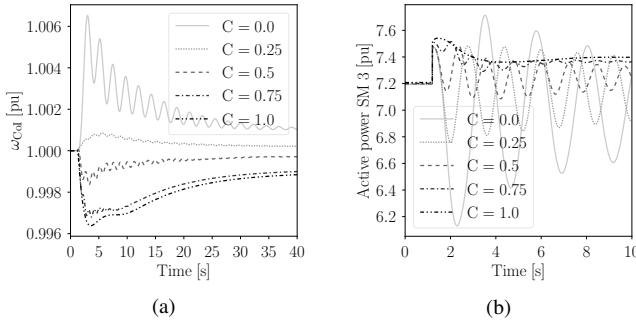 1.006
1.004
1.002
1.000
0.998
0.996
ω_CoI [pu]
C = 0.0
C = 0.25
C = 0.5
C = 0.75
C = 1.0
0 5 10 15 20 25 30 35 40
Time [s]
(a)
7.6
7.4
7.2
7.0
6.8
6.6
6.4
6.2
Active power SM 3 [pu]
C = 0.0
C = 0.25
C = 0.5
C = 0.75
C = 1.0
0 2 4 6 8 10
Time [s]
(b)